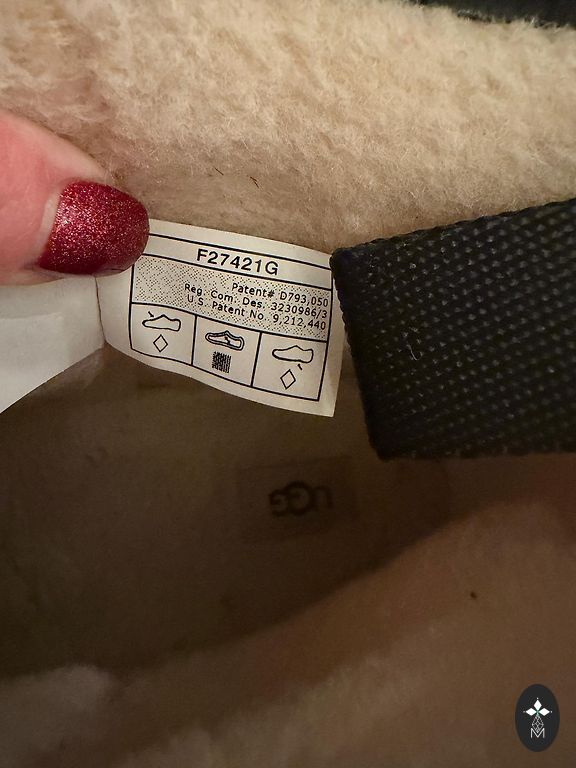 F27421G
Patent# D793,050
Reg. Com. Des. 3230986/3
U.S. Patent No. 9,212,440
UGG
M